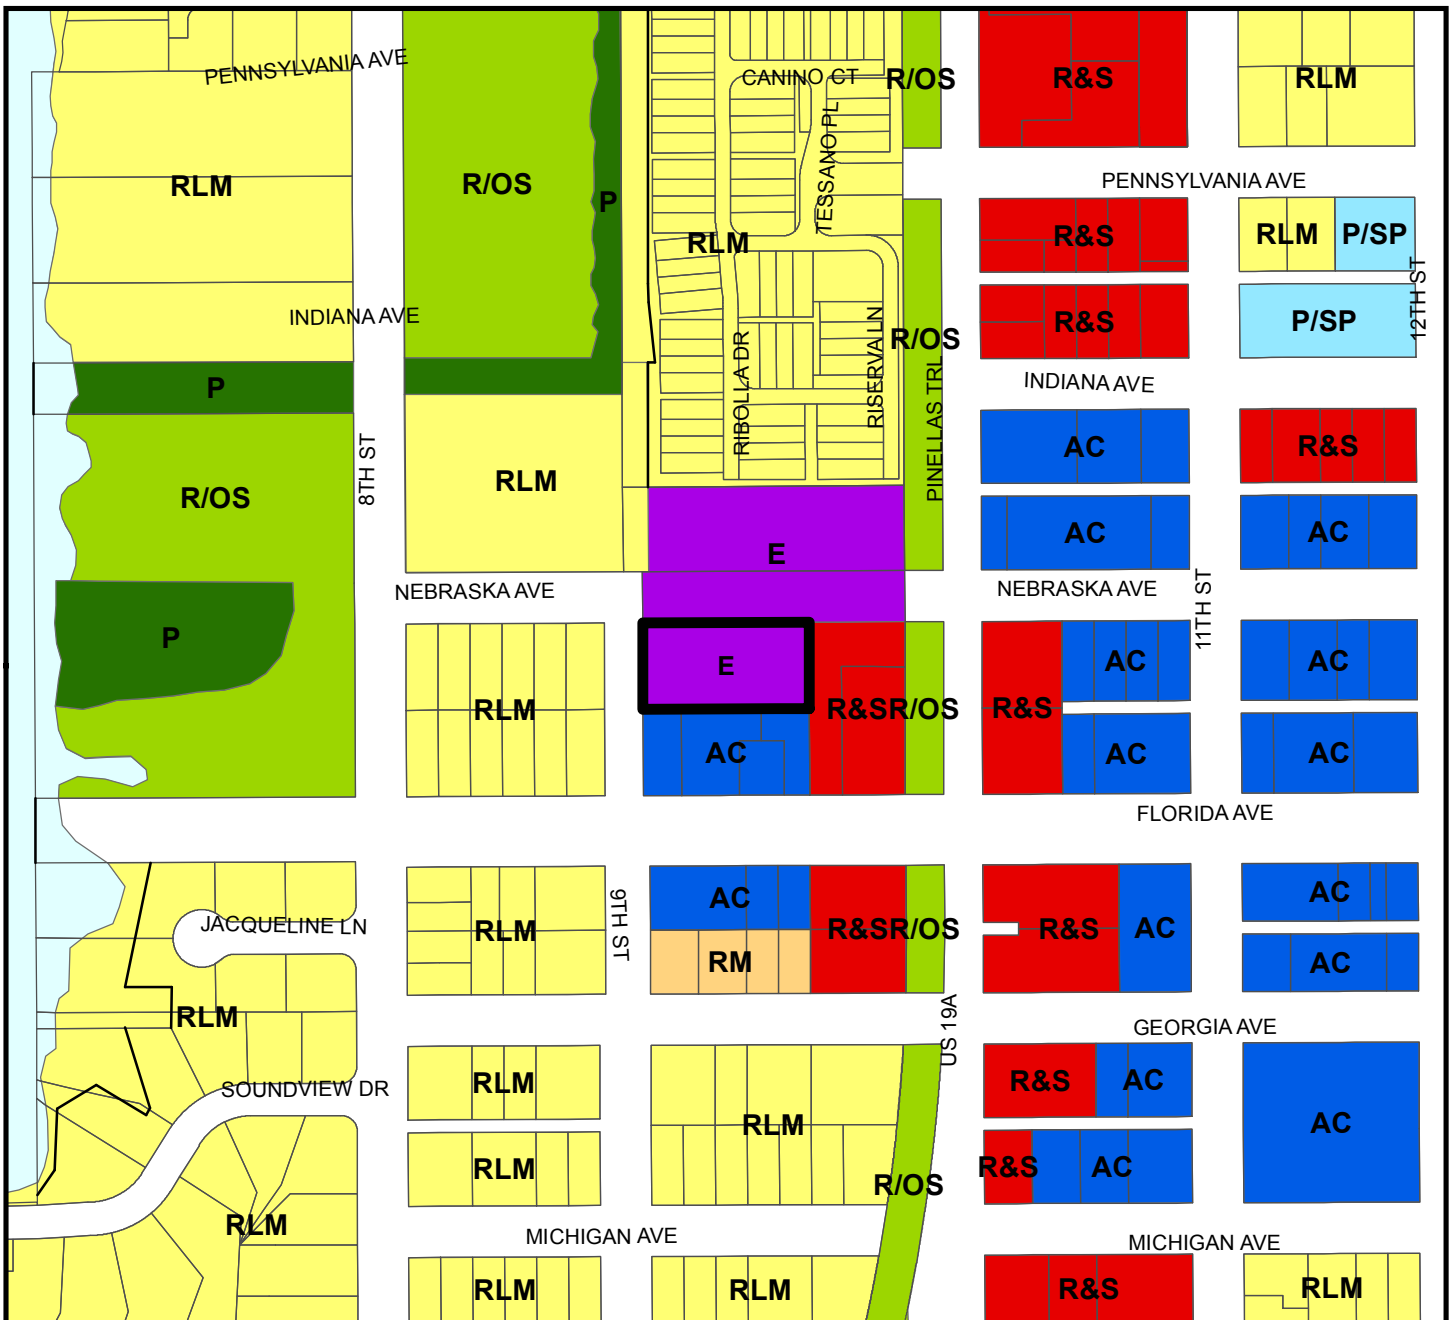 PENNSYLVANIA AVE
CANINO CT
R/OS
R&S
RLM
TESSANO PL
PENNSYLVANIA AVE
RLM
R/OS
P
RLM
R&S
RLM
P/SP
12TH ST
INDIANA AVE
R&S
P/SP
R/OS
RIBOLLA DR
RISERVA LN
PINELLAS TRL
INDIANA AVE
P
8TH ST
AC
R&S
RLM
R/OS
E
AC
AC
NEBRASKA AVE
NEBRASKA AVE
11TH ST
P
E
AC
AC
RLM
R&S
R/OS
R&S
AC
AC
AC
FLORIDA AVE
AC
AC
9TH ST
JACQUELINE LN
RLM
R&S
R/OS
R&S
AC
RM
AC
RLM
US 19A
GEORGIA AVE
SOUNDVIEW DR
RLM
R&S
AC
RLM
AC
RLM
R&S
AC
R/OS
RLM
MICHIGAN AVE
MICHIGAN AVE
RLM
RLM
R&S
RLM